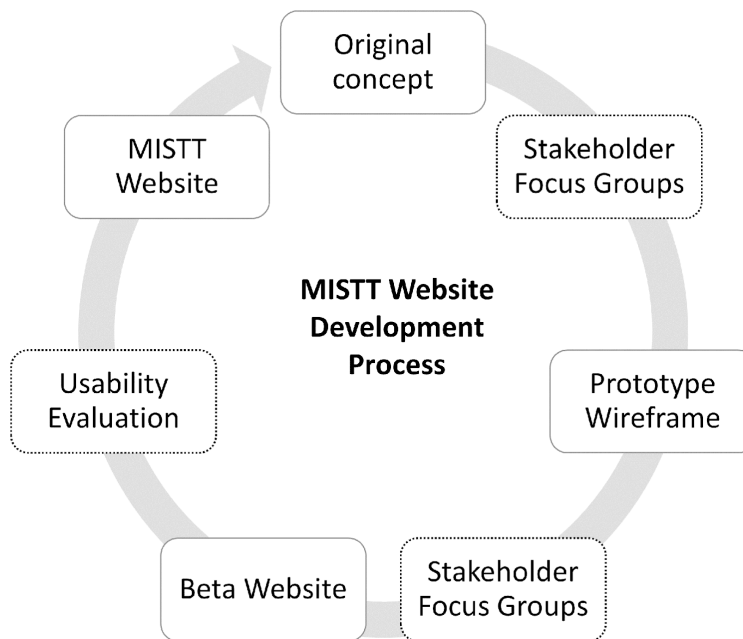 Original
concept
Stakeholder
Focus Groups
Prototype
Wireframe
Stakeholder
Focus Groups
Beta Website
Usability
Evaluation
MISTT
Website
MISTT Website
Development
Process